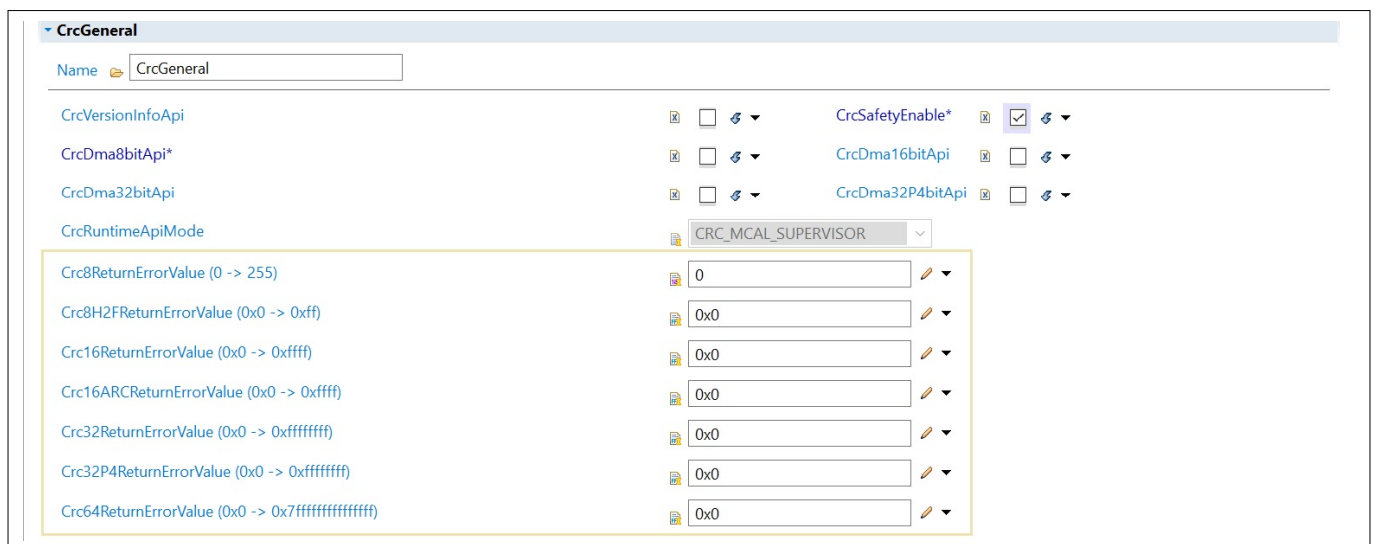 CrcGeneral
Name CrcGeneral
CrcVersionInfoApi CrcSafetyEnable*
CrcDma8bitApi* CrcDma16bitApi
CrcDma32bitApi CrcDma32P4bitApi
CrcRuntimeApiMode CRC_MCAL_SUPERVISOR
Crc8ReturnErrorValue (0 -> 255) 0
Crc8H2FReturnErrorValue (0x0 -> 0xff) 0x0
Crc16ReturnErrorValue (0x0 -> 0xffff) 0x0
Crc16ARCReturnErrorValue (0x0 -> 0xffff) 0x0
Crc32ReturnErrorValue (0x0 -> 0xffffffff) 0x0
Crc32P4ReturnErrorValue (0x0 -> 0xffffffff) 0x0
Crc64ReturnErrorValue (0x0 -> 0x7fffffffffffffff) 0x0